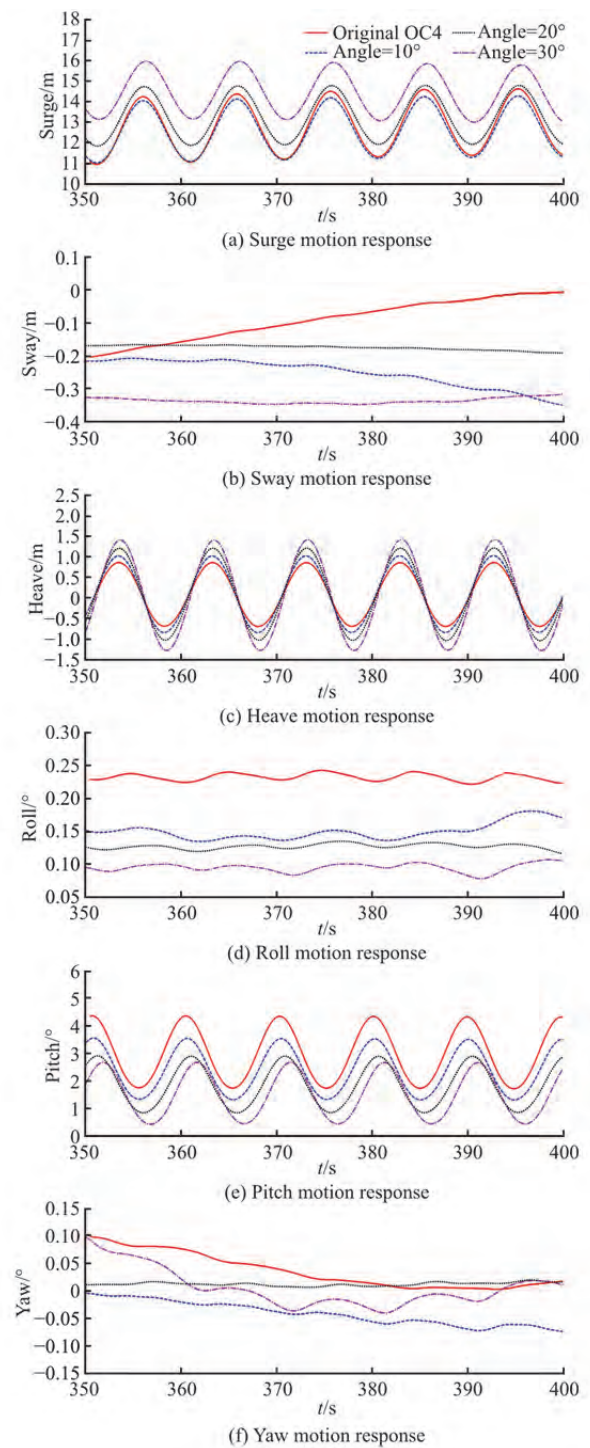 Original OC4
Angle=20°
Angle=10°
Angle=30°
Surge/m
18
17
16
15
14
13
12
11
10
350 360 370 380 390 400
t/s
(a) Surge motion response
Sway/m
0.1
0
−0.1
−0.2
−0.3
−0.4
350 360 370 380 390 400
t/s
(b) Sway motion response
Heave/m
2.5
2.0
1.5
1.0
0.5
0
−0.5
−1.0
−1.5
350 360 370 380 390 400
t/s
(c) Heave motion response
Roll/°
0.30
0.25
0.20
0.15
0.10
0.05
350 360 370 380 390 400
t/s
(d) Roll motion response
Pitch/°
6
5
4
3
2
1
0
350 360 370 380 390 400
t/s
(e) Pitch motion response
Yaw/°
0.15
0.10
0.05
0
−0.05
−0.10
−0.15
350 360 370 380 390 400
t/s
(f) Yaw motion response